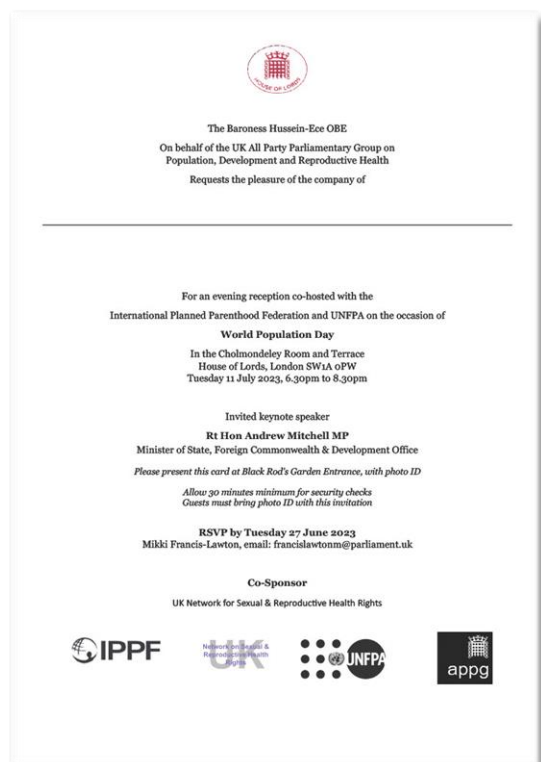 HOUSE OF LORDS
The Baroness Hussein-Ece OBE
On behalf of the UK All Party Parliamentary Group on
Population, Development and Reproductive Health
Requests the pleasure of the company of
For an evening reception co-hosted with the
International Planned Parenthood Federation and UNFPA on the occasion of
World Population Day
In the Cholmondeley Room and Terrace
House of Lords, London SW1A 0PW
Tuesday 11 July 2023, 6.30pm to 8.30pm
Invited keynote speaker
Rt Hon Andrew Mitchell MP
Minister of State, Foreign Commonwealth & Development Office
Please present this card at Black Rod's Garden Entrance, with photo ID
Allow 30 minutes minimum for security checks
Guests must bring photo ID with this invitation
RSVP by Tuesday 27 June 2023
Mikki Francis-Lawton, email: francislawtonm@parliament.uk
Co-Sponsor
UK Network for Sexual & Reproductive Health Rights
IPPF
UK
Network on Sexual &
Reproductive Health
Rights
UNFPA
appg